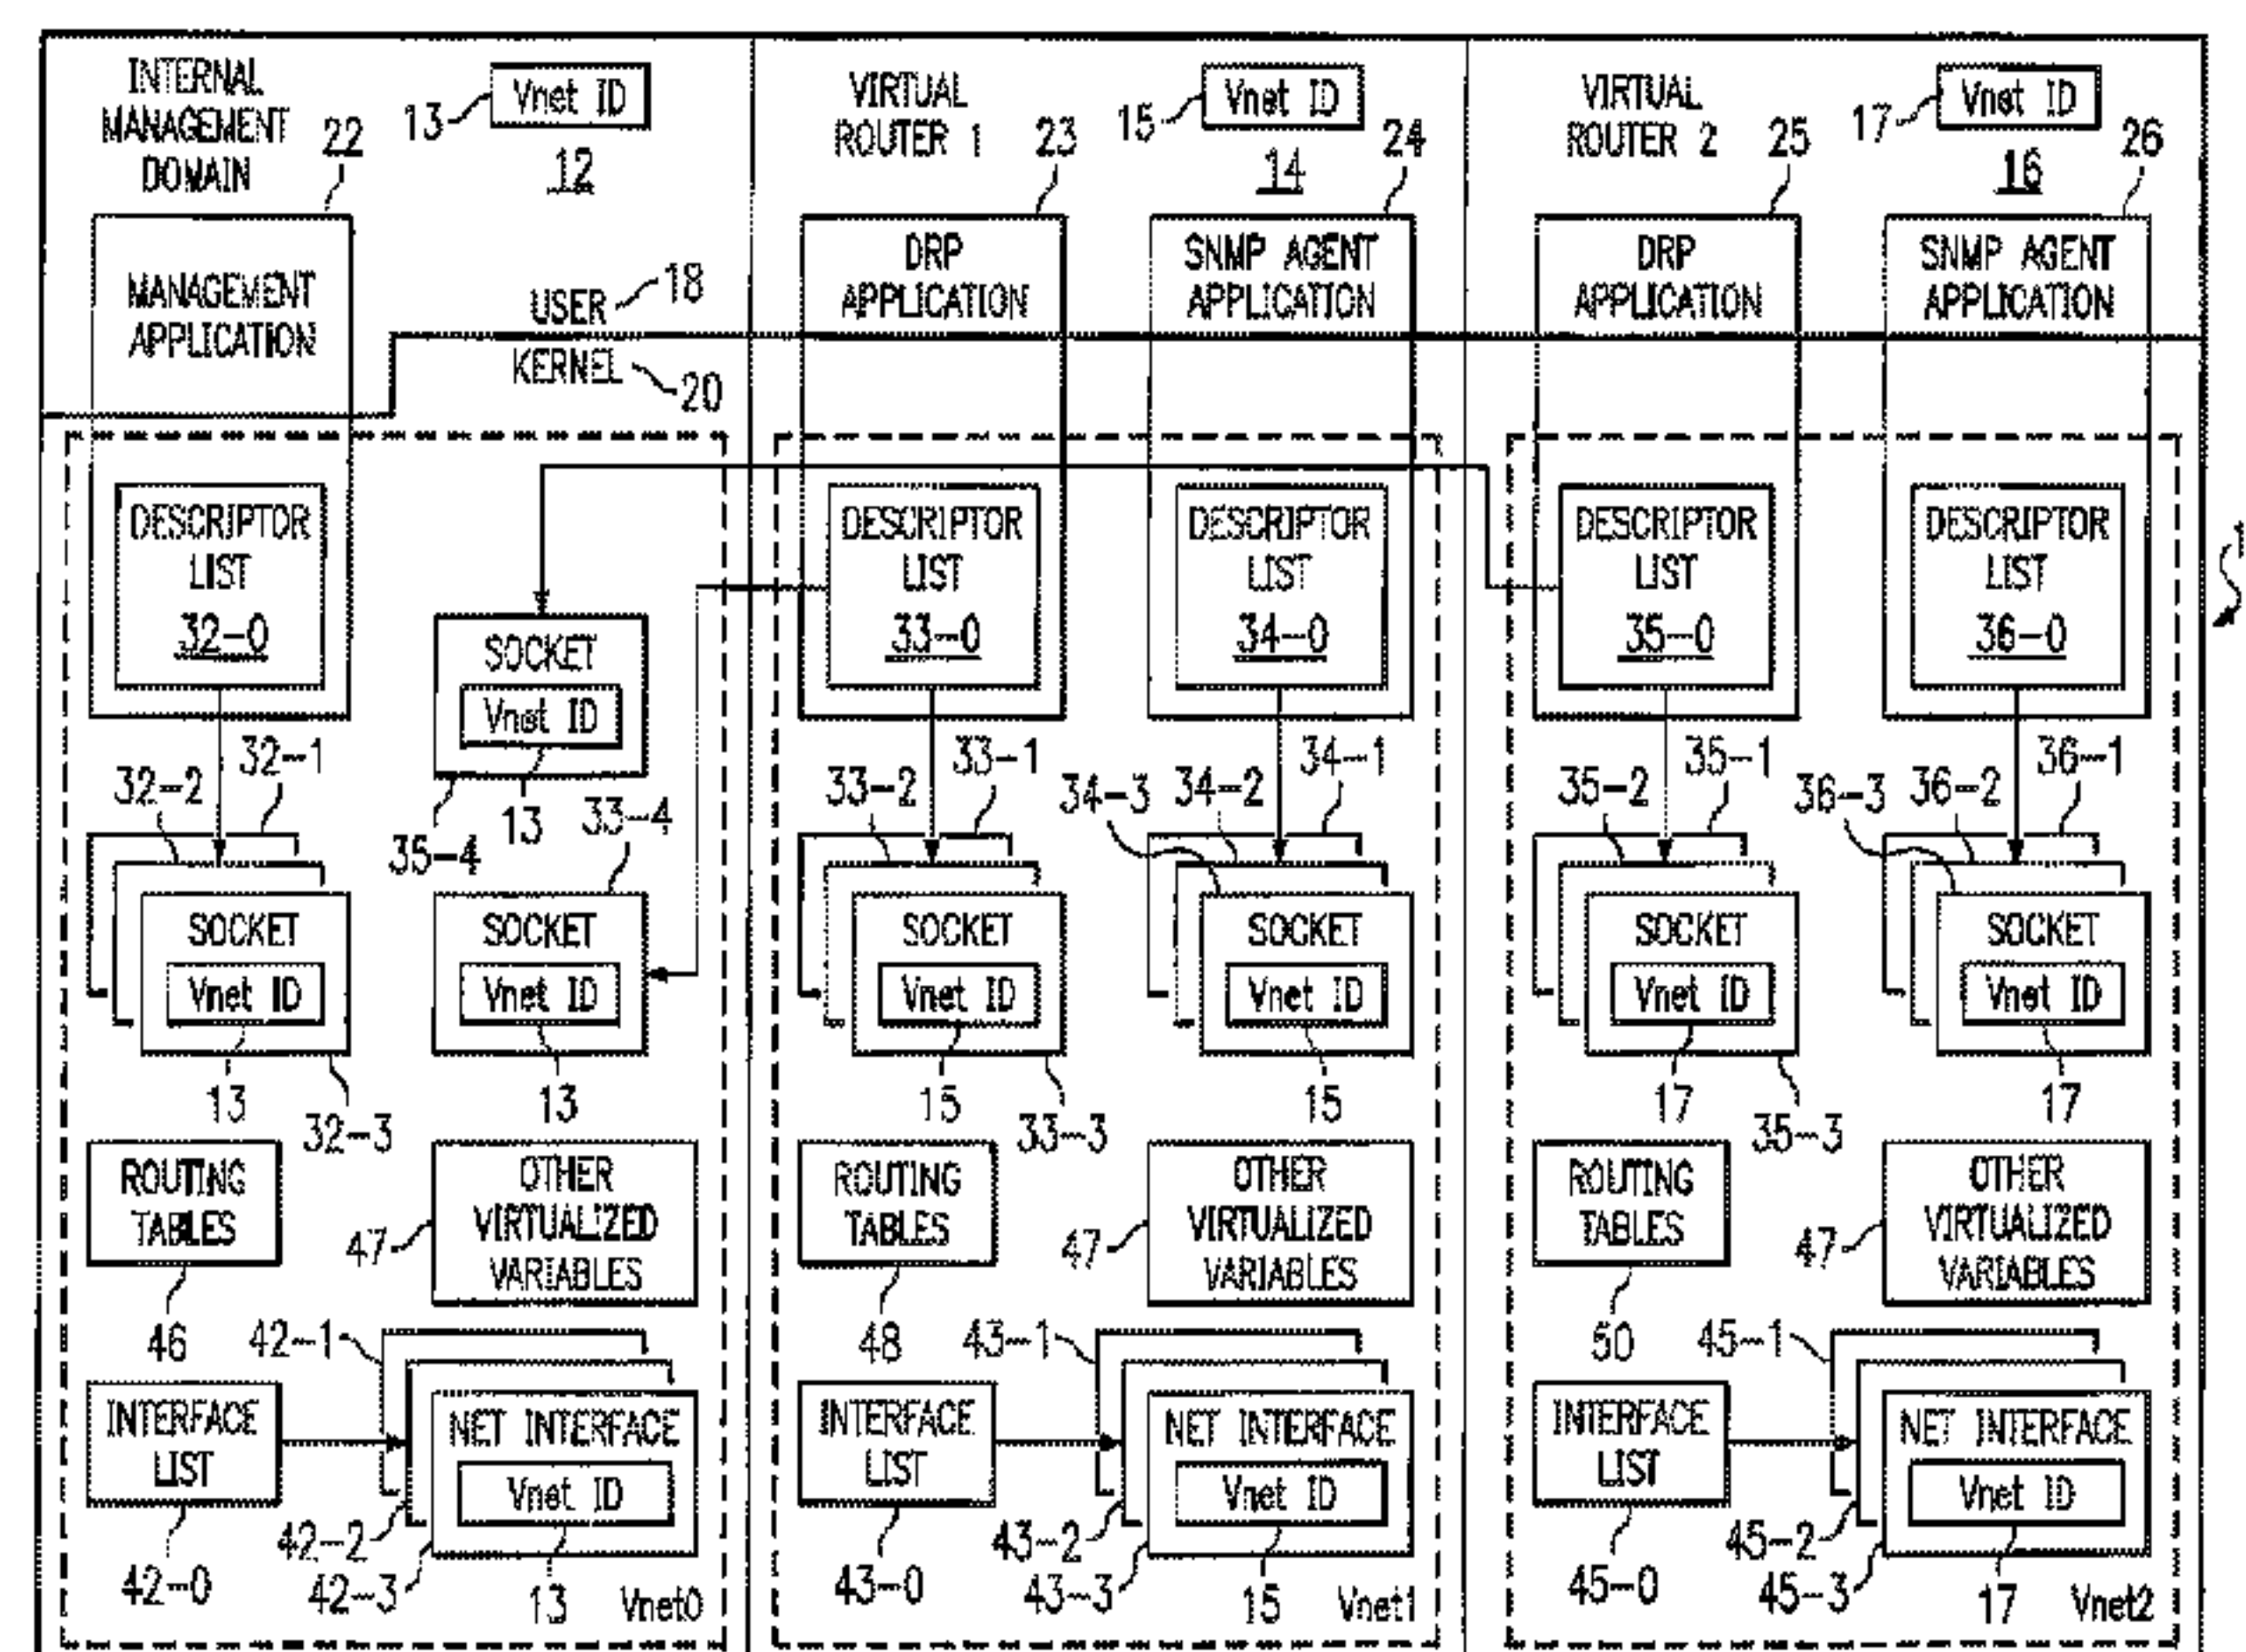 INTERNAL
MANAGEMENT
DOMAIN
22
13
Vnet ID
12
VIRTUAL
ROUTER 1
23
15
Vnet ID
14
24
VIRTUAL
ROUTER 2
25
17
Vnet ID
16
26
MANAGEMENT
APPLICATION
USER 18
KERNEL 20
DRP
APPLICATION
SNMP AGENT
APPLICATION
DRP
APPLICATION
SNMP AGENT
APPLICATION
DESCRIPTOR
LIST
32-0
SOCKET
Vnet ID
13
35-4
DESCRIPTOR
LIST
33-0
DESCRIPTOR
LIST
34-0
DESCRIPTOR
LIST
35-0
DESCRIPTOR
LIST
36-0
1
32-2
32-1
33-4
33-2
33-1
34-3
34-2
34-1
35-2
35-1
36-3
36-2
36-1
SOCKET
Vnet ID
13
32-3
SOCKET
Vnet ID
13
SOCKET
Vnet ID
15
33-3
SOCKET
Vnet ID
15
SOCKET
Vnet ID
17
35-3
SOCKET
Vnet ID
17
ROUTING
TABLES
46
OTHER
VIRTUALIZED
VARIABLES
47
ROUTING
TABLES
48
OTHER
VIRTUALIZED
VARIABLES
47
ROUTING
TABLES
50
OTHER
VIRTUALIZED
VARIABLES
47
INTERFACE
LIST
42-0
42-1
42-2
42-3
NET INTERFACE
Vnet ID
13
Vnet0
INTERFACE
LIST
43-0
43-1
43-2
43-3
NET INTERFACE
Vnet ID
15
Vnet1
INTERFACE
LIST
45-0
45-1
45-2
45-3
NET INTERFACE
Vnet ID
17
Vnet2